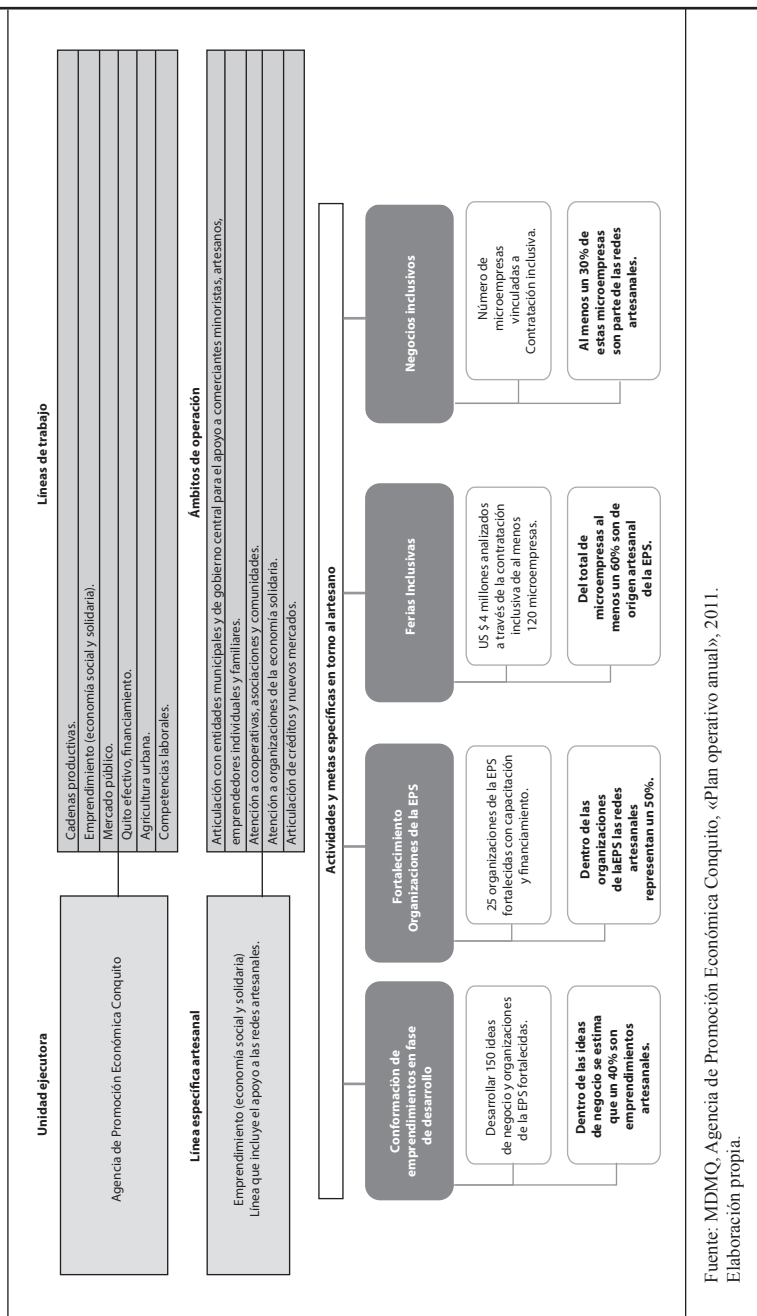 Unidad ejecutora
Agencia de Promoción Económica Conquito
Líneas de trabajo
Cadenas productivas.
Emprendimiento (economía social y solidaria).
Mercado público.
Quito efectivo, financiamiento.
Agricultura urbana.
Competencias laborales.
Línea específica artesanal
Emprendimiento (economía social y solidaria)
Línea que incluye el apoyo a las redes artesanales.
Ámbitos de operación
Articulación con entidades municipales y de gobierno central para el apoyo a comerciantes minoristas, artesanos,
emprendedores individuales y familiares.
Atención a cooperativas, asociaciones y comunidades.
Atención a organizaciones de la economía solidaria.
Articulación de créditos y nuevos mercados.
Actividades y metas específicas en torno al artesano
Conformaciòn de
emprendimientos en fase
de desarrollo
Desarrollar 150 ideas
de negocio y organizaciones
de la EPS fortalecidas.
Dentro de las ideas
de negocio se estima
que un 40% son
emprendimientos
artesanales.
Fortalecimiento
Organizaciones de la EPS
25 organizaciones de la EPS
fortalecidas con capacitación
y financiamiento.
Dentro de las
organizaciones
de laEPS las redes
artesanales
representan un 50%.
Ferias Inclusivas
US $ 4 millones analizados
a través de la contratación
inclusiva de al menos
120 microempresas.
Del total de
microempresas al
menos un 60% son de
origen artesanal
de la EPS.
Negocios inclusivos
Número de
microempresas
vinculadas a
Contratación inclusiva.
Al menos un 30% de
estas microempresas
son parte de las redes
artesanales.
Fuente: MDMQ, Agencia de Promoción Económica Conquito, «Plan operativo anual», 2011.
Elaboración propia.